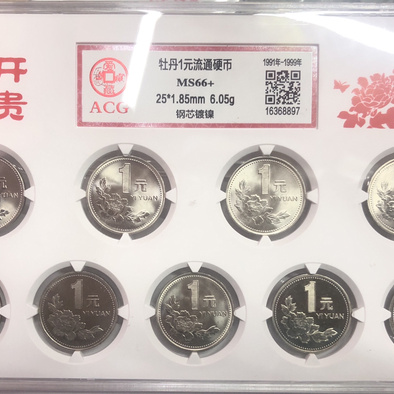 开
贵
ACG
牡丹1元流通硬币
MS66+
25*1.85mm 6.05g
钢芯镀镍
1991年-1999年
16368897
1元
YI YUAN
1元
YI YUAN
元
YUAN
1元
YI YUAN
1元
YI YUAN
1元
YI YUAN